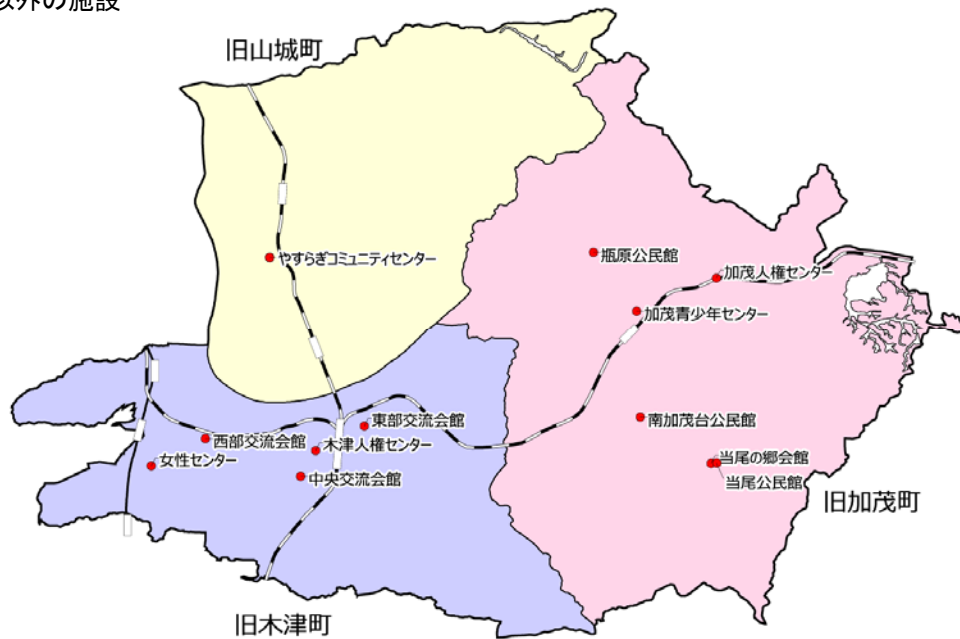 以外の施設
旧山城町
瓶原公民館
やすらぎコミュニティセンター
加茂人権センター
加茂青少年センター
南加茂台公民館
東部交流会館
西部交流会館
木津人権センター
女性センター
当尾の郷会館
中央交流会館
当尾公民館
旧加茂町
旧木津町